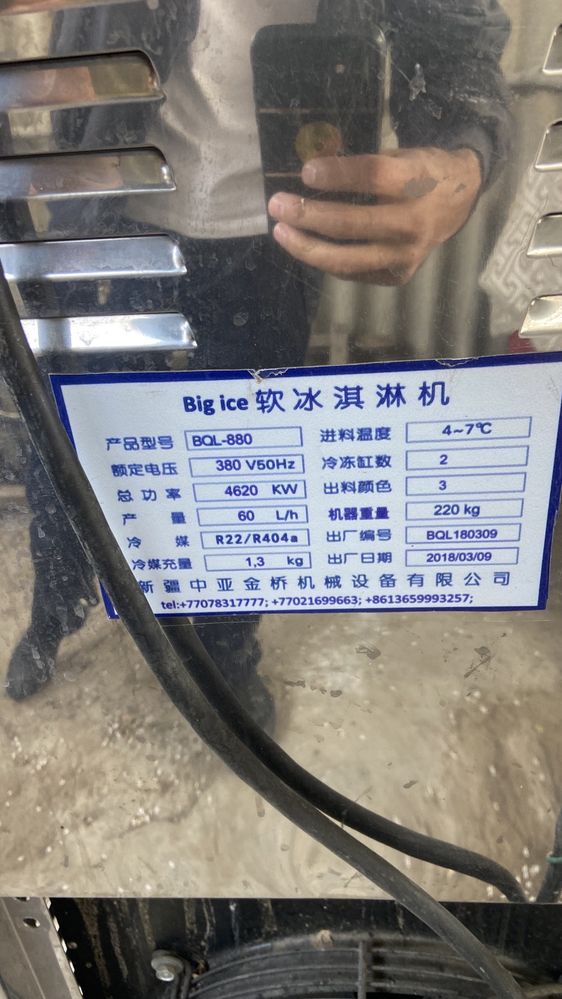 Big ice 软冰淇淋机
产品型号 BQL-880 进料温度 4~7℃
额定电压 380 V50Hz 冷冻缸数 2
总功率 4620 KW 出料颜色 3
产量 60 L/h 机器重量 220 kg
冷媒 R22/R404a 出厂编号 BQL180309
冷媒充量 1,3 kg 出厂日期 2018/03/09
新疆中亚金桥机械设备有限公司
tel:+77078317777; +77021699663; +8613659993257;